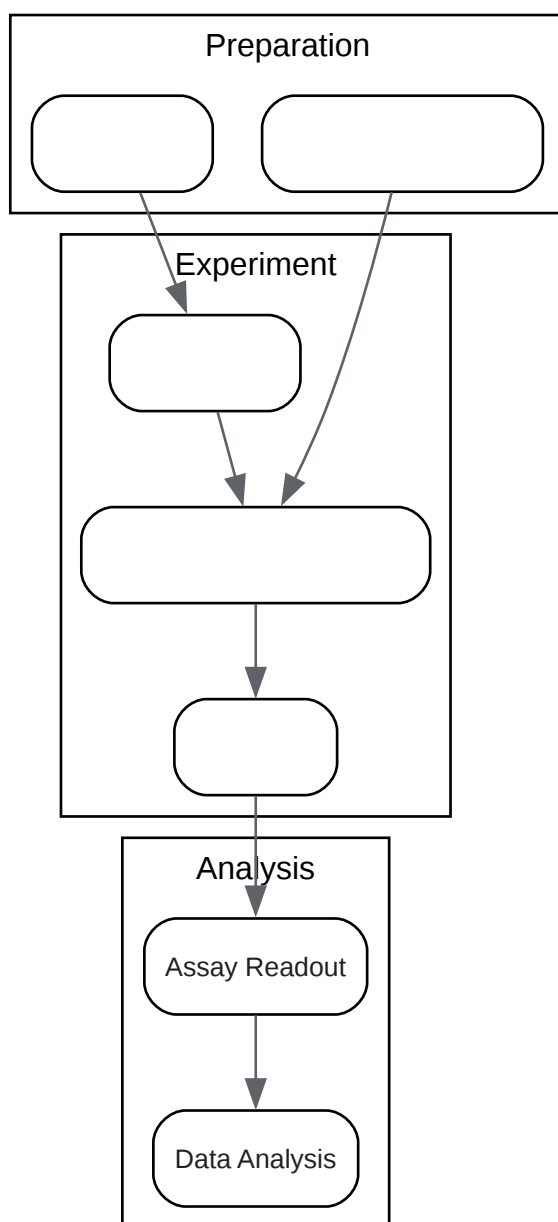 Preparation
Experiment
Analysis
Assay Readout
Data Analysis